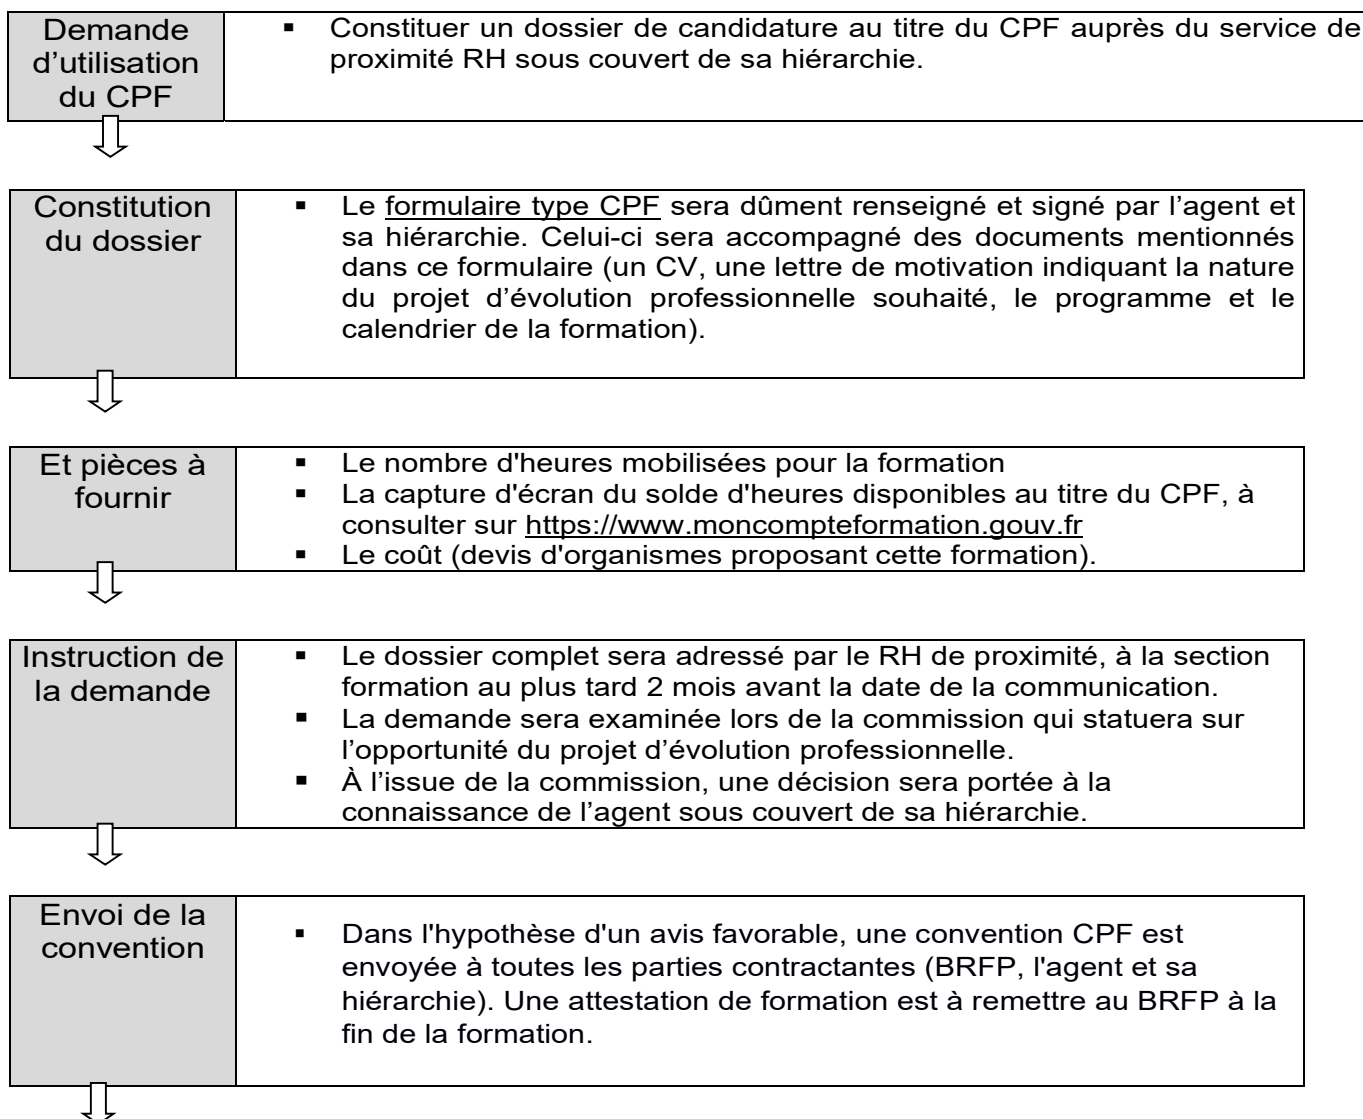 Demande
d’utilisation
du CPF
▪ Constituer un dossier de candidature au titre du CPF auprès du service de
proximité RH sous couvert de sa hiérarchie.
Constitution
du dossier
▪ Le formulaire type CPF sera dûment renseigné et signé par l’agent et
sa hiérarchie. Celui-ci sera accompagné des documents mentionnés
dans ce formulaire (un CV, une lettre de motivation indiquant la nature
du projet d’évolution professionnelle souhaité, le programme et le
calendrier de la formation).
Et pièces à
fournir
▪ Le nombre d'heures mobilisées pour la formation
▪ La capture d'écran du solde d'heures disponibles au titre du CPF, à
consulter sur https://www.moncompteformation.gouv.fr
▪ Le coût (devis d'organismes proposant cette formation).
Instruction de
la demande
▪ Le dossier complet sera adressé par le RH de proximité, à la section
formation au plus tard 2 mois avant la date de la communication.
▪ La demande sera examinée lors de la commission qui statuera sur
l’opportunité du projet d’évolution professionnelle.
▪ À l’issue de la commission, une décision sera portée à la
connaissance de l’agent sous couvert de sa hiérarchie.
Envoi de la
convention
▪ Dans l'hypothèse d'un avis favorable, une convention CPF est
envoyée à toutes les parties contractantes (BRFP, l'agent et sa
hiérarchie). Une attestation de formation est à remettre au BRFP à la
fin de la formation.